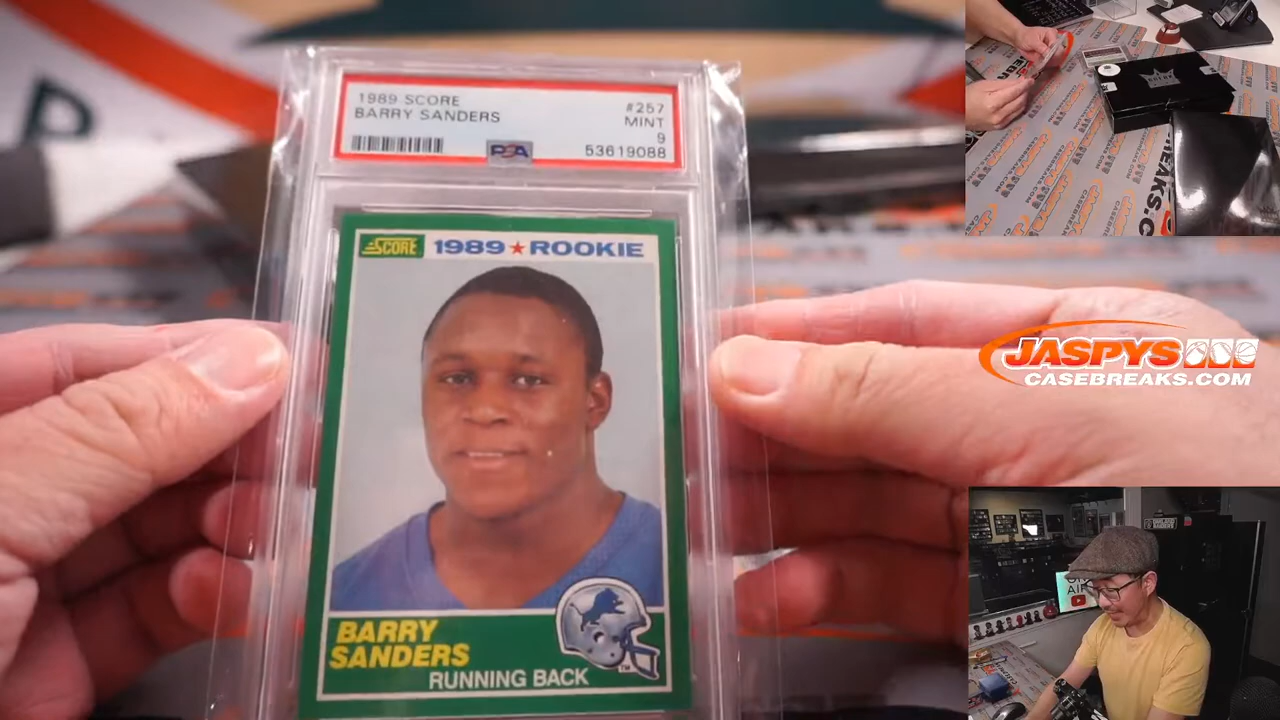 1989 SCORE
BARRY SANDERS
#257
MINT
9
PSA
53619088
SCORE
1989 ROOKIE
BARRY
SANDERS
RUNNING BACK
TM
JASPYS
CASEBREAKS.COM